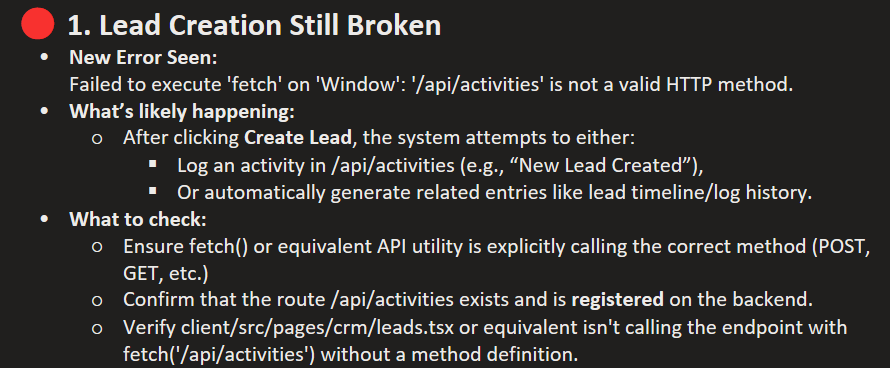 1. Lead Creation Still Broken
• New Error Seen:
Failed to execute 'fetch' on 'Window': '/api/activities' is not a valid HTTP method.
• What’s likely happening:
o After clicking Create Lead, the system attempts to either:
▪ Log an activity in /api/activities (e.g., “New Lead Created”),
▪ Or automatically generate related entries like lead timeline/log history.
• What to check:
o Ensure fetch() or equivalent API utility is explicitly calling the correct method (POST,
GET, etc.)
o Confirm that the route /api/activities exists and is registered on the backend.
o Verify client/src/pages/crm/leads.tsx or equivalent isn't calling the endpoint with
fetch('/api/activities') without a method definition.